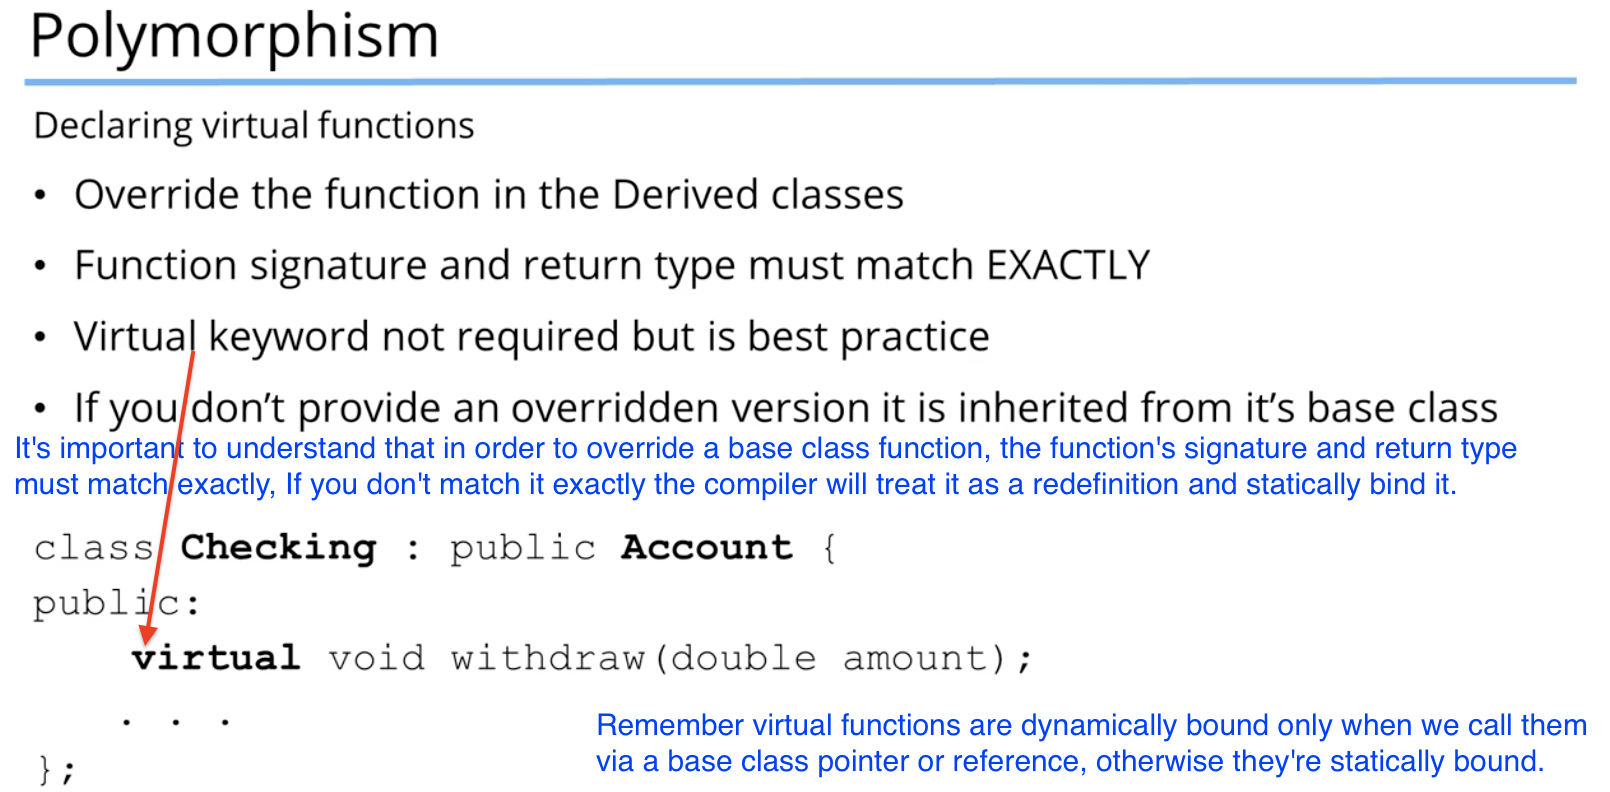 Polymorphism
Declaring virtual functions
• Override the function in the Derived classes
• Function signature and return type must match EXACTLY
• Virtual keyword not required but is best practice
• If you don’t provide an overridden version it is inherited from it’s base class
It's important to understand that in order to override a base class function, the function's signature and return type
must match exactly, If you don't match it exactly the compiler will treat it as a redefinition and statically bind it.
class Checking : public Account {
public:
    virtual void withdraw(double amount);
    . . .
};
Remember virtual functions are dynamically bound only when we call them
via a base class pointer or reference, otherwise they're statically bound.